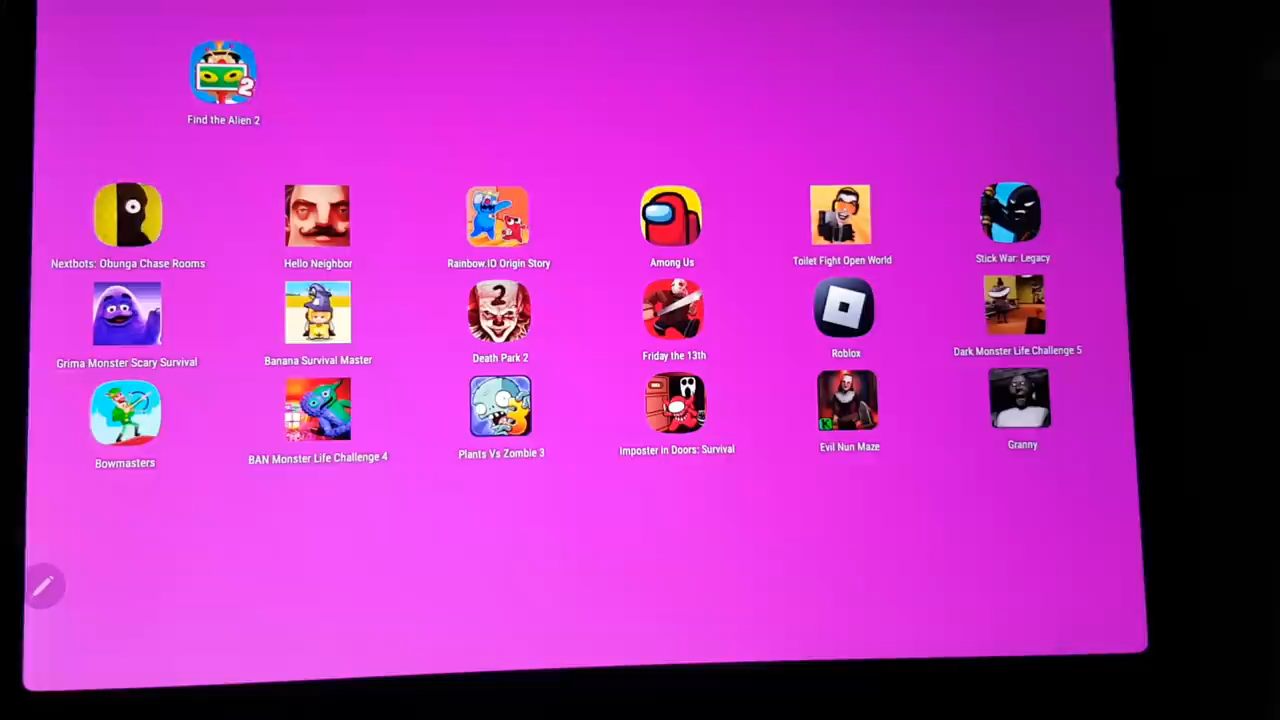 2
Find the Alien 2
Nextbots: Obunga Chase Rooms
Hello Neighbor
Rainbow.IO Origin Story
Among Us
Toilet Fight Open World
Stick War: Legacy
2
Grima Monster Scary Survival
Banana Survival Master
Death Park 2
Friday the 13th
Roblox
Dark Monster Life Challenge 5
3
K
Bowmasters
BAN Monster Life Challenge 4
Plants Vs Zombie 3
Imposter in Doors: Survival
Evil Nun Maze
Granny